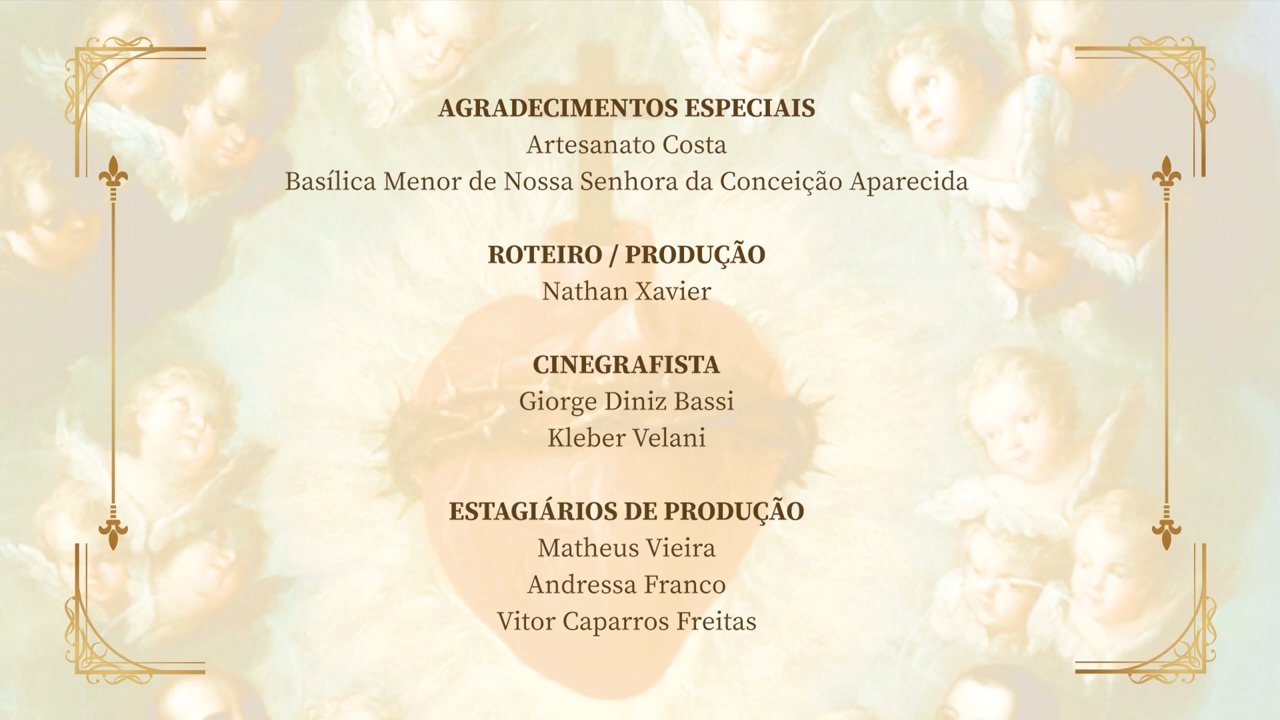 AGRADECIMENTOS ESPECIAIS
Artesanato Costa
Basílica Menor de Nossa Senhora da Conceição Aparecida
ROTEIRO / PRODUÇÃO
Nathan Xavier
CINEGRAFISTA
Giorge Diniz Bassi
Kleber Velani
ESTAGIÁRIOS DE PRODUÇÃO
Matheus Vieira
Andressa Franco
Vitor Caparros Freitas